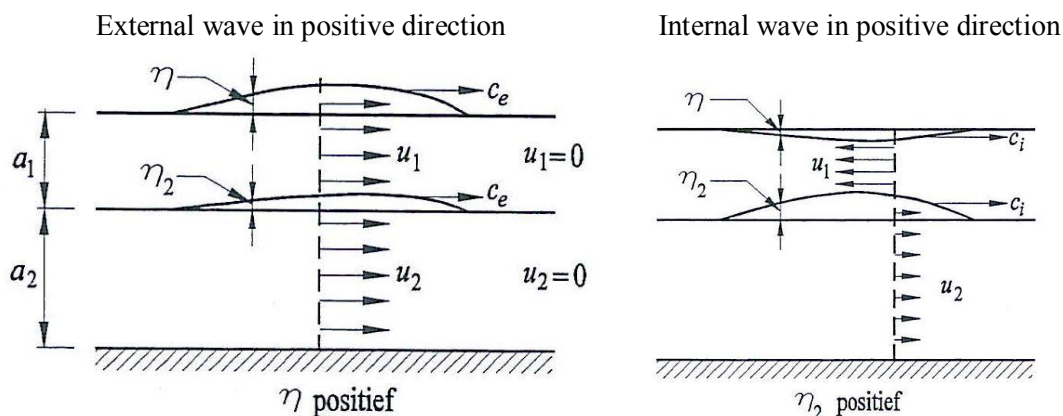 External wave in positive direction
η
c_e
a_1
u_1
u_1=0
η_2
c_e
a_2
u_2
u_2=0
η positief
Internal wave in positive direction
η
c_i
u_1
η_2
c_i
u_2
η_2 positief